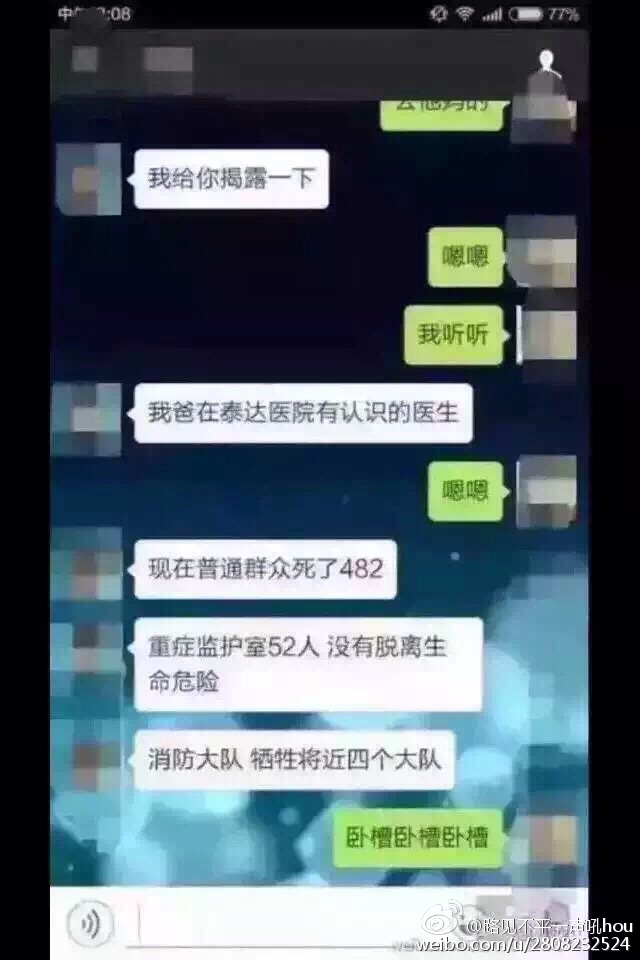 :08
77%
去他妈的
我给你揭露一下
嗯嗯
我听听
我爸在泰达医院有认识的医生
嗯嗯
现在普通群众死了482
重症监护室52人 没有脱离生
命危险
消防大队 牺牲将近四个大队
卧槽卧槽卧槽
@路见不平一声吼hou
weibo.com/u/2808232524